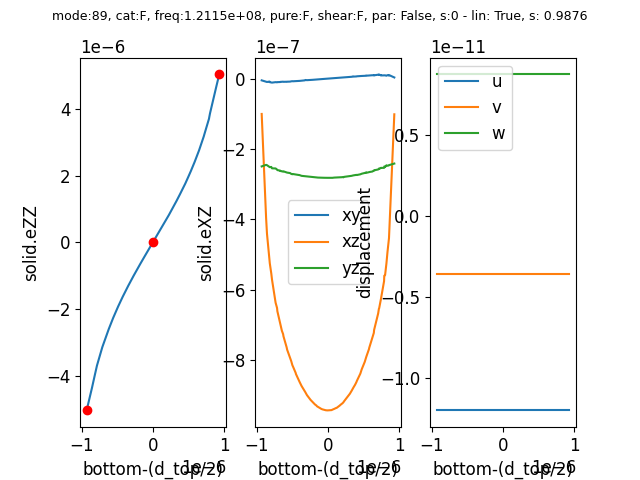 mode:89, cat:F, freq:1.2115e+08, pure:F, shear:F, par: False, s:0 - lin: True, s: 0.9876
1e−6
solid.eZZ
4
2
0
−2
−4
−1
0
1
bottom-(d_top/2)
1e−6
1e−7
solid.eXZ
0
−2
−4
−6
−8
xy
xz
yz
−1
0
1
bottom-(d_top/2)
1e−6
1e−11
displacement
u
v
w
0.5
0.0
−0.5
−1.0
−1
0
1
bottom-(d_top/2)
1e−6